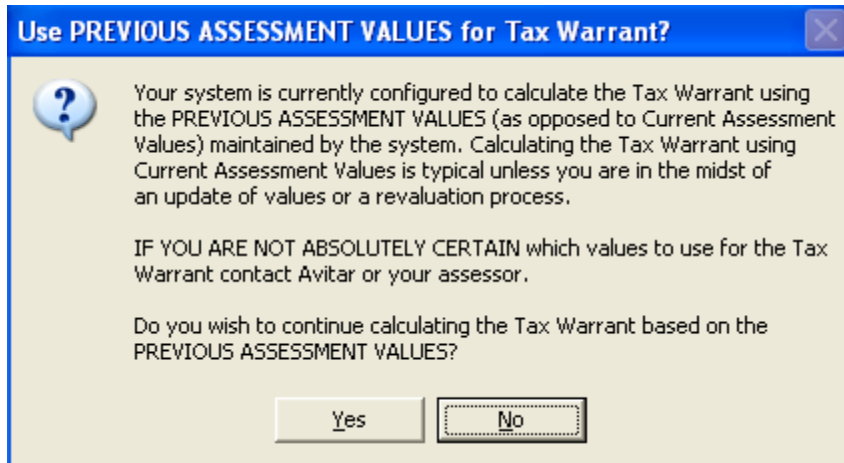 Use PREVIOUS ASSESSMENT VALUES for Tax Warrant?
Your system is currently configured to calculate the Tax Warrant using
the PREVIOUS ASSESSMENT VALUES (as opposed to Current Assessment
Values) maintained by the system. Calculating the Tax Warrant using
Current Assessment Values is typical unless you are in the midst of
an update of values or a revaluation process.
IF YOU ARE NOT ABSOLUTELY CERTAIN which values to use for the Tax
Warrant contact Avitar or your assessor.
Do you wish to continue calculating the Tax Warrant based on the
PREVIOUS ASSESSMENT VALUES?
Yes No